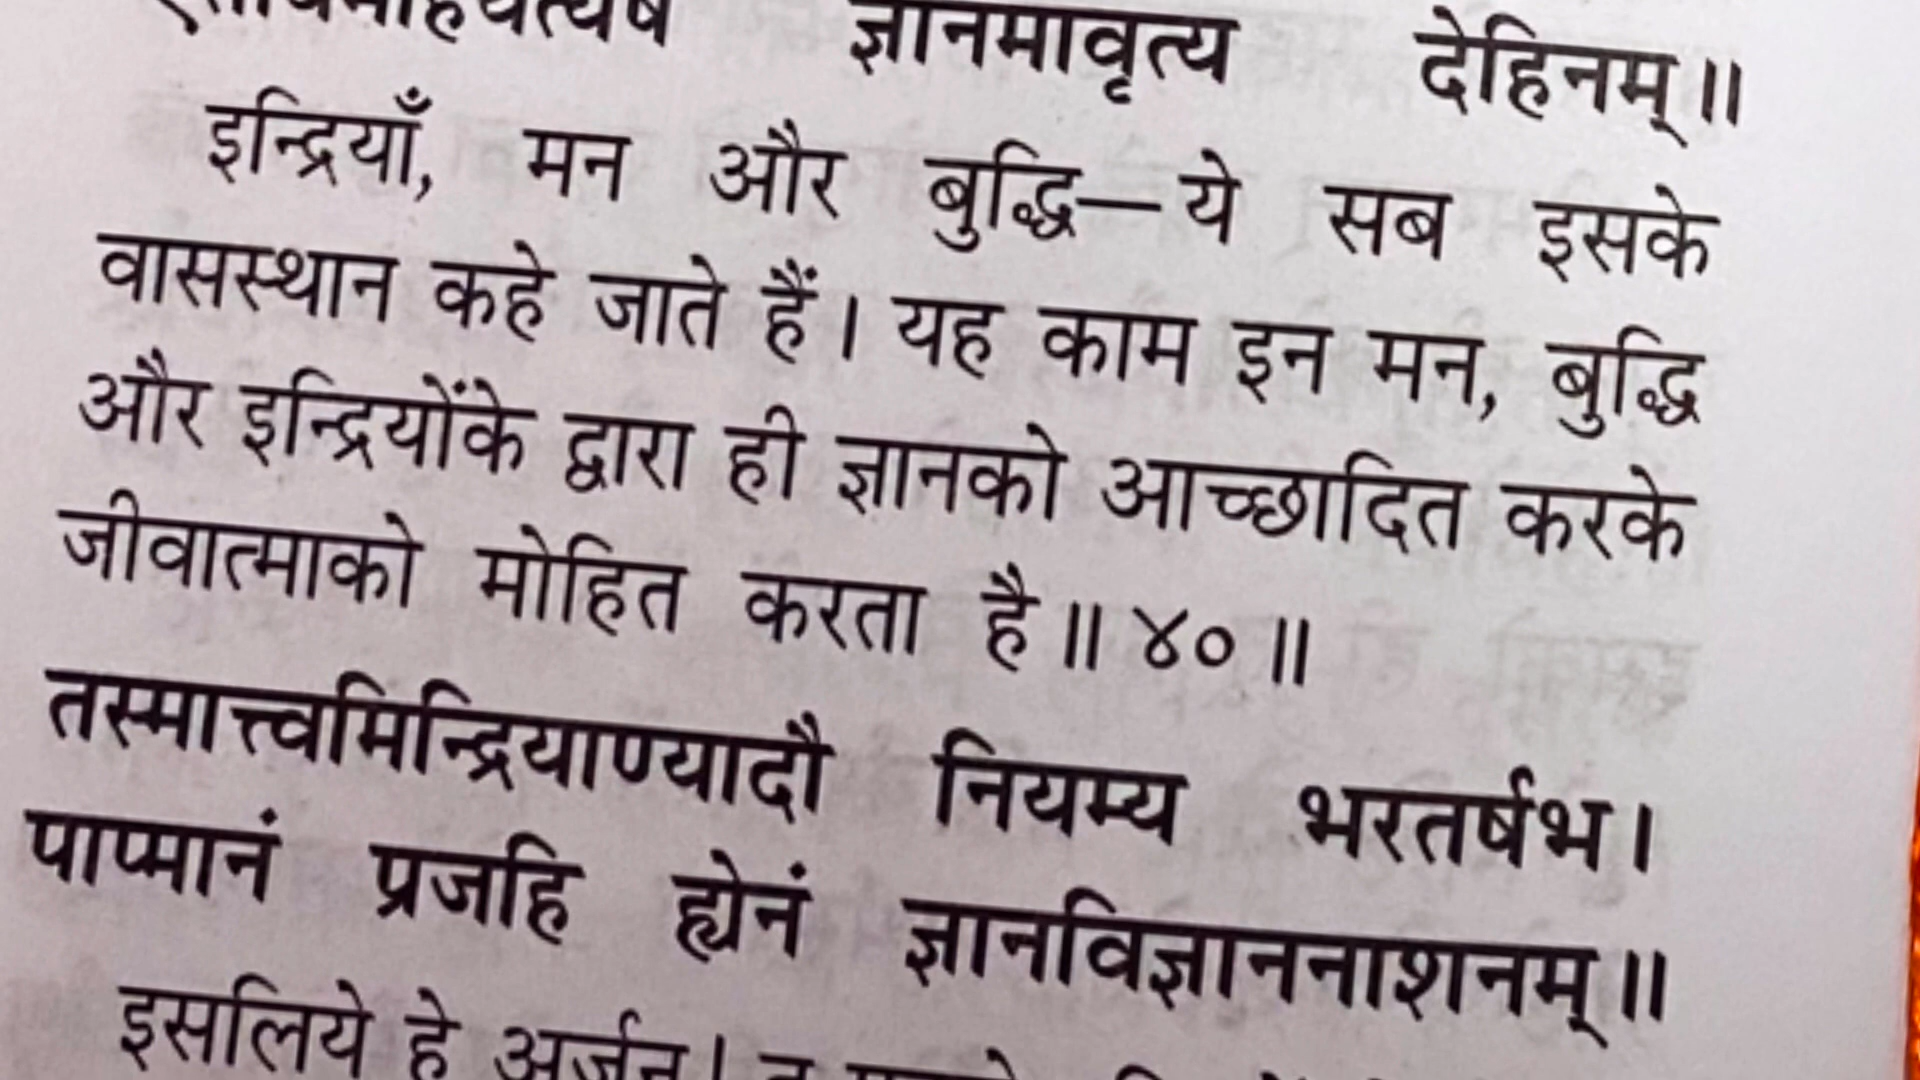 ज्ञानमावृत्य देहिनम्॥
इन्द्रियाँ, मन और बुद्धि—ये सब इसके
वासस्थान कहे जाते हैं। यह काम इन मन, बुद्धि
और इन्द्रियोंके द्वारा ही ज्ञानको आच्छादित करके
जीवात्माको मोहित करता है॥ ४०॥
तस्मात्त्वमिन्द्रियाण्यादौ नियम्य भरतर्षभ।
पाप्मानं प्रजहि ह्येनं ज्ञानविज्ञाननाशनम्॥
इसलिये हे अर्जुन!